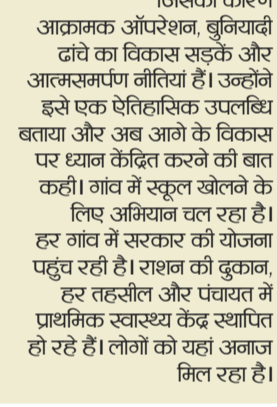 जिसका कारण
आक्रामक ऑपरेशन, बुनियादी
ढांचे का विकास सड़कें और
आत्मसमर्पण नीतियां हैं। उन्होंने
इसे एक ऐतिहासिक उपलब्धि
बताया और अब आगे के विकास
पर ध्यान केंद्रित करने की बात
कही। गांव में स्कूल खोलने के
लिए अभियान चल रहा है।
हर गांव में सरकार की योजना
पहुंच रही है। राशन की दुकान,
हर तहसील और पंचायत में
प्राथमिक स्वास्थ्य केंद्र स्थापित
हो रहे हैं। लोगों को यहां अनाज
मिल रहा है।